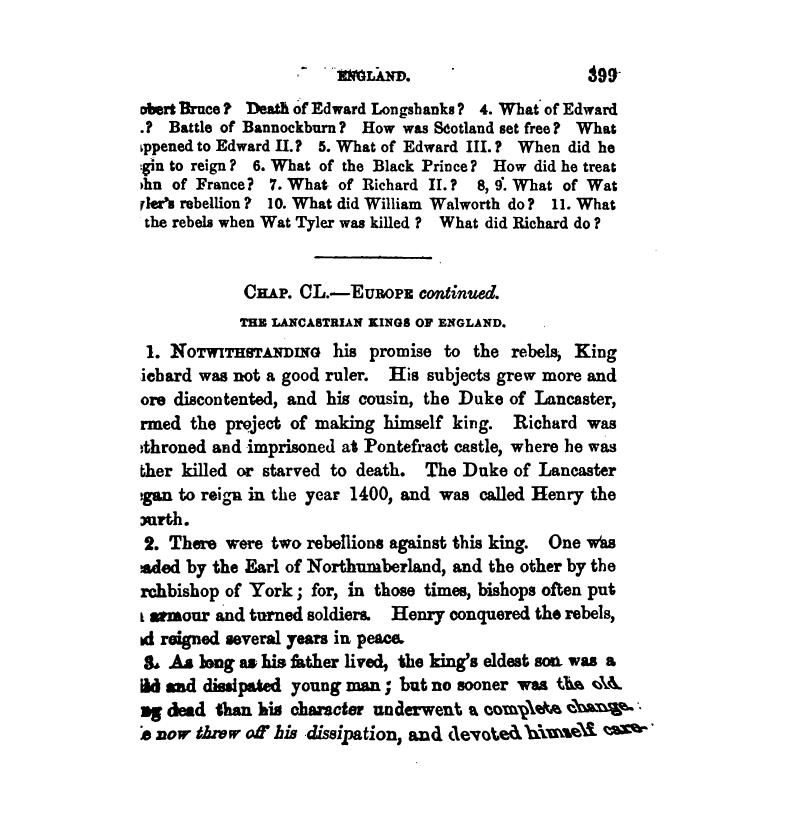 ENGLAND. 399
obert Bruce? Death of Edward Longshanks? 4. What of Edward
.? Battle of Bannockburn? How was Scotland set free? What
appened to Edward II.? 5. What of Edward III.? When did he
gin to reign? 6. What of the Black Prince? How did he treat
ohn of France? 7. What of Richard II.? 8, 9. What of Wat
yler's rebellion? 10. What did William Walworth do? 11. What
the rebels when Wat Tyler was killed? What did Richard do?
CHAP. CL.—EUROPE continued.
THE LANCASTRIAN KINGS OF ENGLAND.
1. NOTWITHSTANDING his promise to the rebels, King
ichard was not a good ruler. His subjects grew more and
ore discontented, and his cousin, the Duke of Lancaster,
rmed the project of making himself king. Richard was
throned and imprisoned at Pontefract castle, where he was
ther killed or starved to death. The Duke of Lancaster
gan to reign in the year 1400, and was called Henry the
ourth.
2. There were two rebellions against this king. One was
aded by the Earl of Northumberland, and the other by the
rchbishop of York; for, in those times, bishops often put
armour and turned soldiers. Henry conquered the rebels,
d reigned several years in peace.
3. As long as his father lived, the king's eldest son was a
ild and dissipated young man; but no sooner was the old
ng dead than his character underwent a complete change.
e now threw off his dissipation, and devoted himself care-